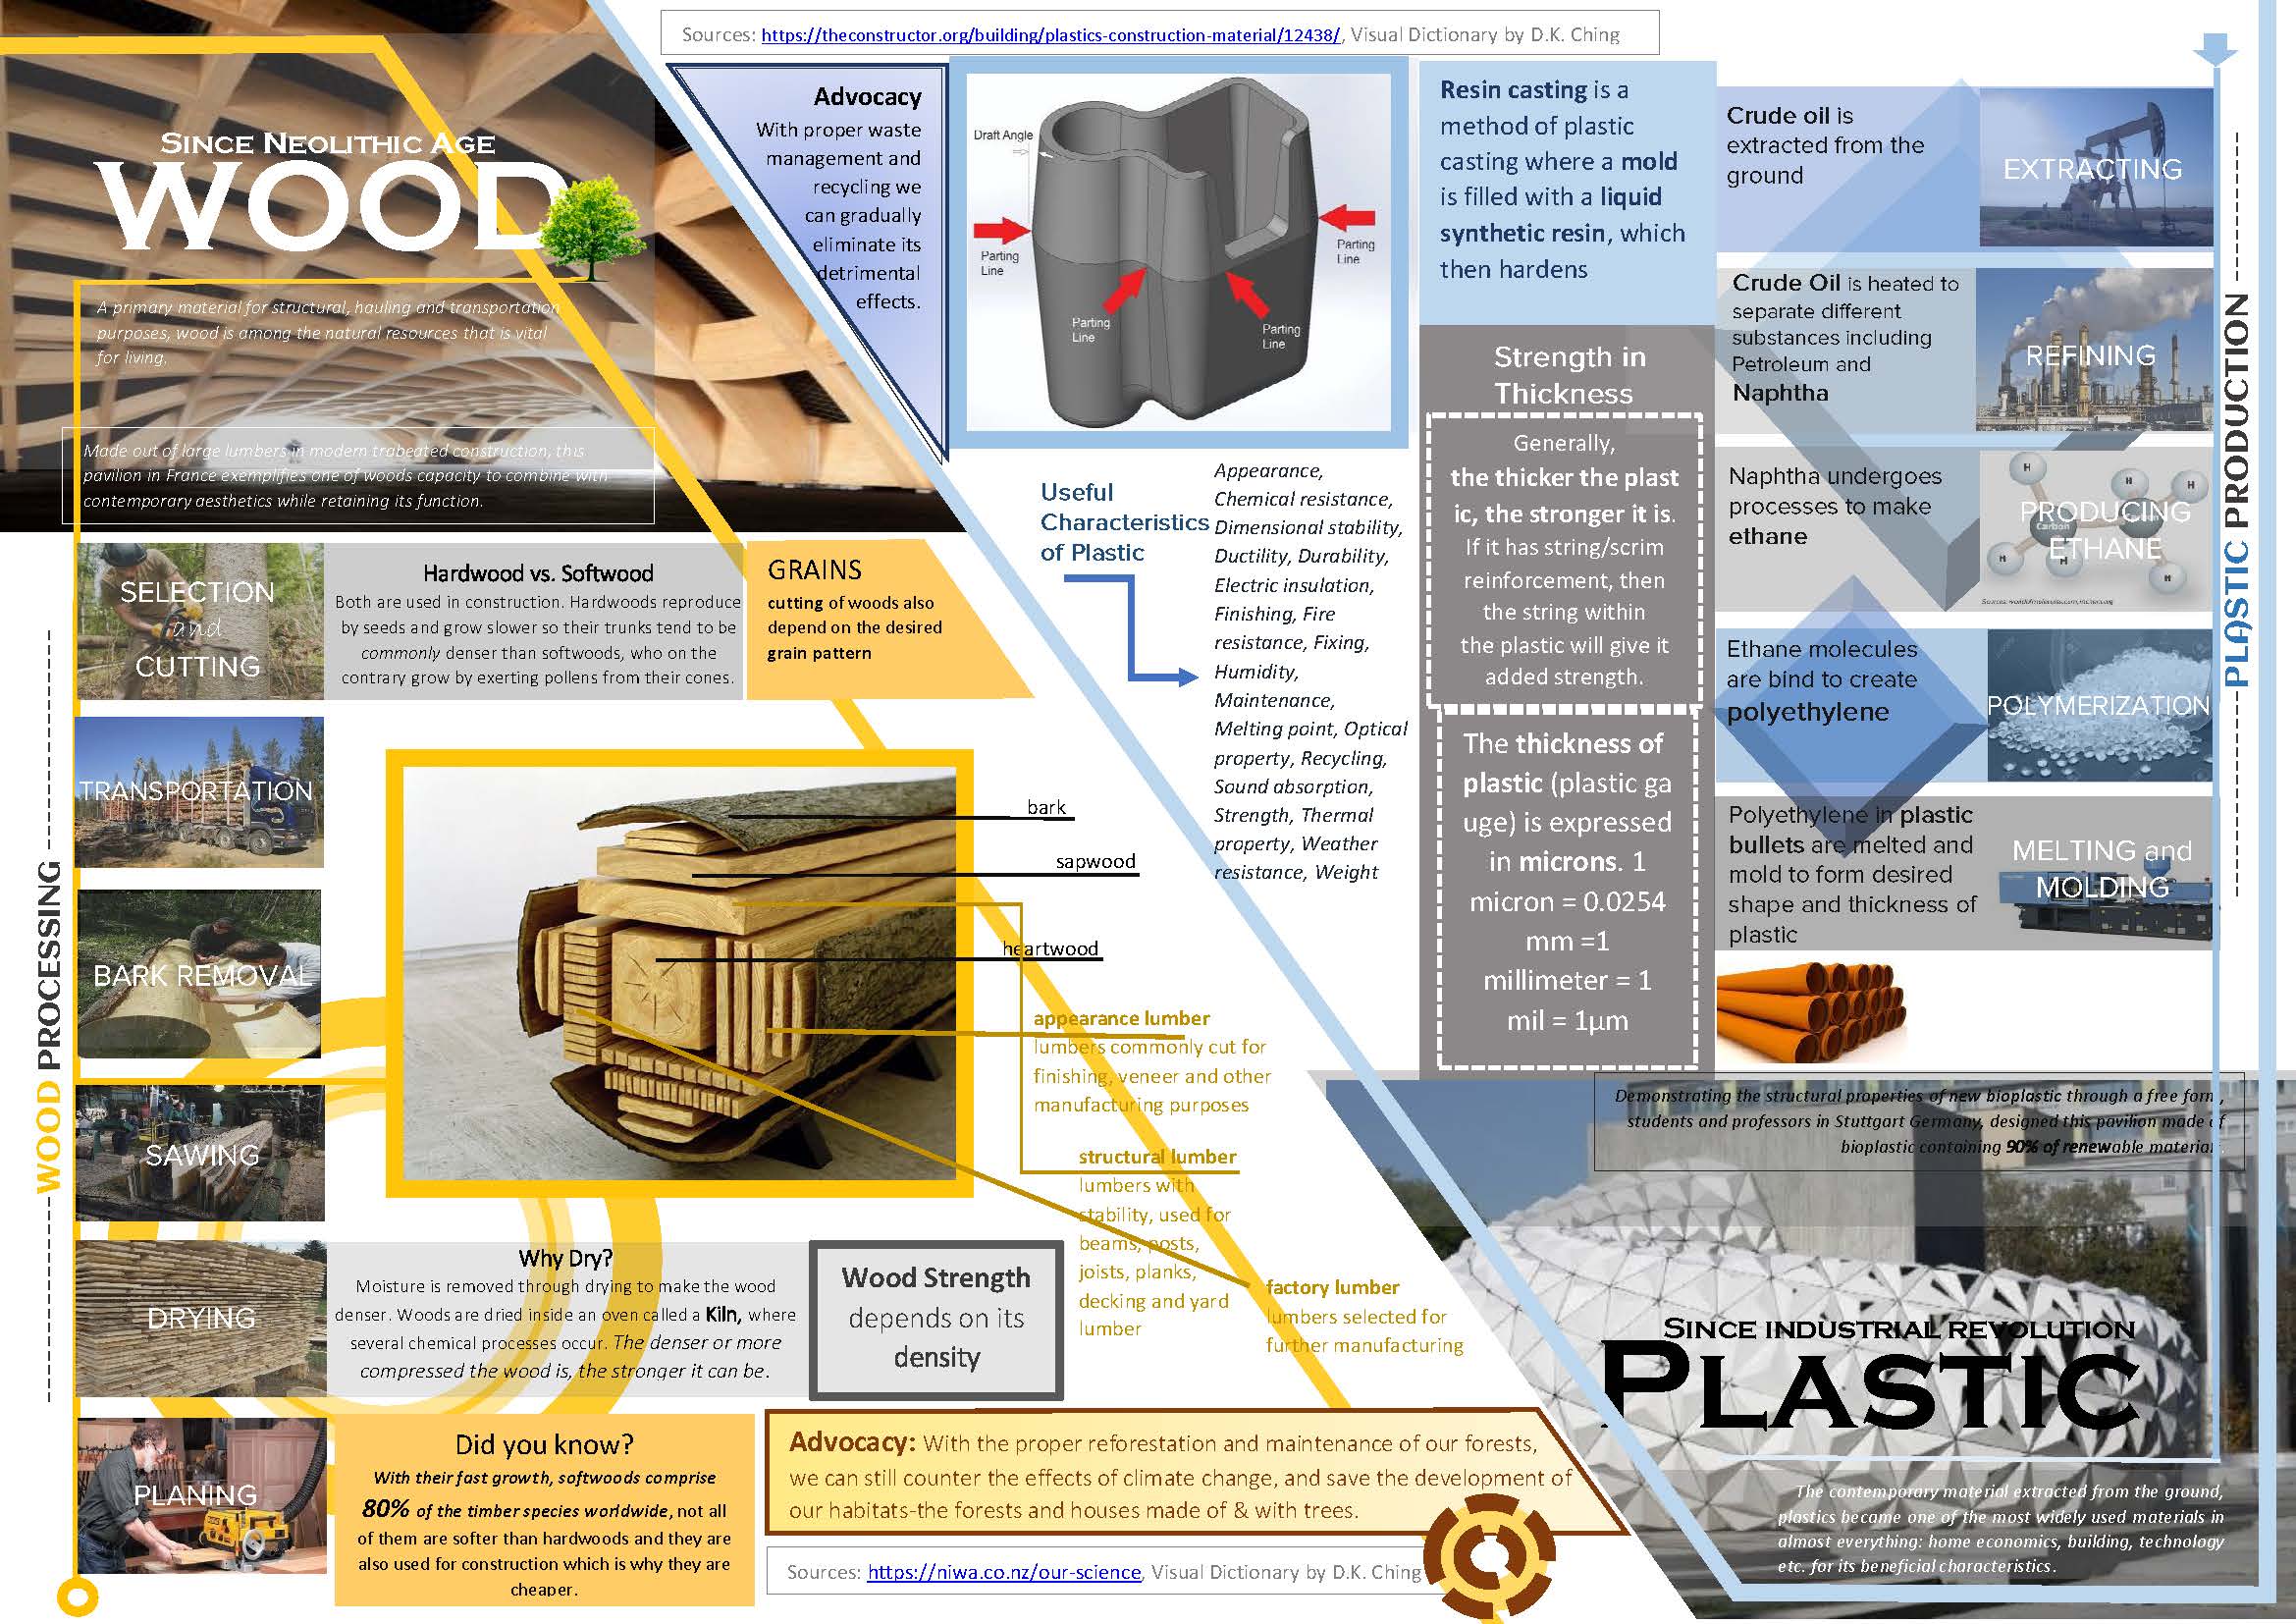 Sources: https://theconstructor.org/building/plastics-construction-material/12438/, Visual Dictionary by D.K. Ching
SINCE NEOLITHIC AGE
WOOD
A primary material for structural, hauling and transportation
purposes, wood is among the natural resources that is vital
for living.
Made out of large lumbers in modern trabeated construction, this
pavilion in France exemplifies one of woods capacity to combine with
contemporary aesthetics while retaining its function.
WOOD PROCESSING
SELECTION
and
CUTTING
Hardwood vs. Softwood
Both are used in construction. Hardwoods reproduce
by seeds and grow slower so their trunks tend to be
commonly denser than softwoods, who on the
contrary grow by exerting pollens from their cones.
GRAINS
cutting of woods also
depend on the desired
grain pattern
TRANSPORTATION
BARK REMOVAL
SAWING
DRYING
PLANING
bark
sapwood
heartwood
appearance lumber
lumbers commonly cut for
finishing, veneer and other
manufacturing purposes
structural lumber
lumbers with
stability, used for
beams, posts,
joists, planks,
decking and yard
lumber
factory lumber
lumbers selected for
further manufacturing
Why Dry?
Moisture is removed through drying to make the wood
denser. Woods are dried inside an oven called a Kiln, where
several chemical processes occur. The denser or more
compressed the wood is, the stronger it can be.
Wood Strength
depends on its
density
Did you know?
With their fast growth, softwoods comprise
80% of the timber species worldwide, not all
of them are softer than hardwoods and they are
also used for construction which is why they are
cheaper.
Advocacy: With the proper reforestation and maintenance of our forests,
we can still counter the effects of climate change, and save the development of
our habitats-the forests and houses made of & with trees.
Sources: https://niwa.co.nz/our-science, Visual Dictionary by D.K. Ching
Advocacy
With proper waste
management and
recycling we
can gradually
eliminate its
detrimental
effects.
Draft Angle
Parting
Line
Parting
Line
Parting
Line
Parting
Line
Useful
Characteristics
of Plastic
Appearance,
Chemical resistance,
Dimensional stability,
Ductility, Durability,
Electric insulation,
Finishing, Fire
resistance, Fixing,
Humidity,
Maintenance,
Melting point, Optical
property, Recycling,
Sound absorption,
Strength, Thermal
property, Weather
resistance, Weight
Resin casting is a
method of plastic
casting where a mold
is filled with a liquid
synthetic resin, which
then hardens
Strength in
Thickness
Generally,
the thicker the plast
ic, the stronger it is.
If it has string/scrim
reinforcement, then
the string within
the plastic will give it
added strength.
The thickness of
plastic (plastic ga
uge) is expressed
in microns. 1
micron = 0.0254
mm =1
millimeter = 1
mil = 1µm
Crude oil is
extracted from the
ground
EXTRACTING
Crude Oil is heated to
separate different
substances including
Petroleum and
Naphtha
REFINING
Naphtha undergoes
processes to make
ethane
PRODUCING
ETHANE
H
H
H
H
H
H
Carbon
Ethane molecules
are bind to create
polyethylene
POLYMERIZATION
Polyethylene in plastic
bullets are melted and
mold to form desired
shape and thickness of
plastic
MELTING and
MOLDING
PLASTIC PRODUCTION
Demonstrating the structural properties of new bioplastic through a free form,
students and professors in Stuttgart Germany, designed this pavilion made of
bioplastic containing 90% of renewable material.
SINCE INDUSTRIAL REVOLUTION
PLASTIC
The contemporary material extracted from the ground,
plastics became one of the most widely used materials in
almost everything: home economics, building, technology
etc. for its beneficial characteristics.